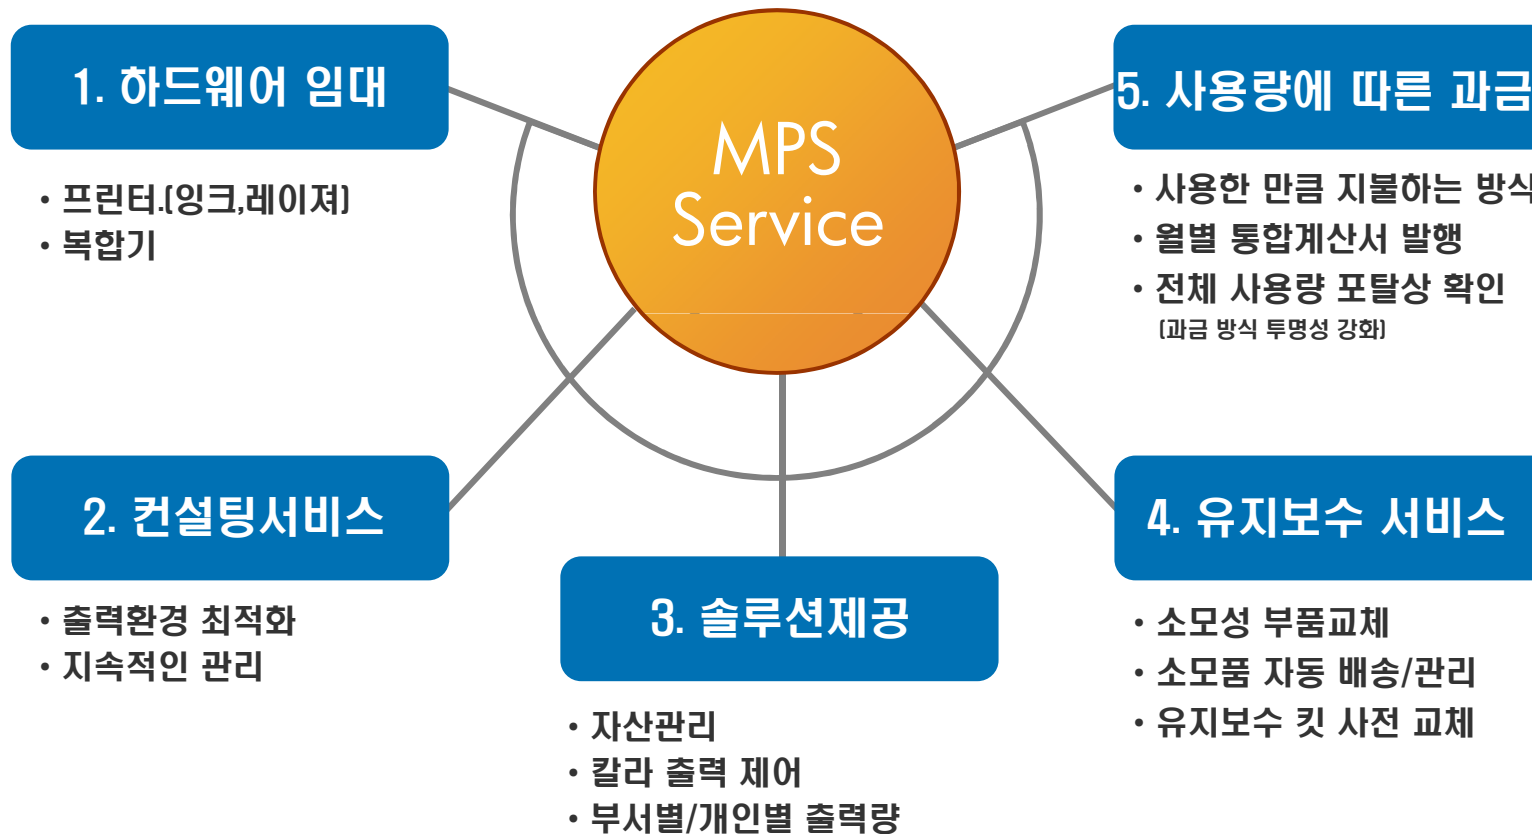 1. 하드웨어 임대
• 프린터.(잉크,레이져)
• 복합기
MPS
Service
5. 사용량에 따른 과금
• 사용한 만큼 지불하는 방식
• 월별 통합계산서 발행
• 전체 사용량 포탈상 확인
(과금 방식 투명성 강화)
2. 컨설팅서비스
• 출력환경 최적화
• 지속적인 관리
3. 솔루션제공
• 자산관리
• 칼라 출력 제어
• 부서별/개인별 출력량
4. 유지보수 서비스
• 소모성 부품교체
• 소모품 자동 배송/관리
• 유지보수 킷 사전 교체